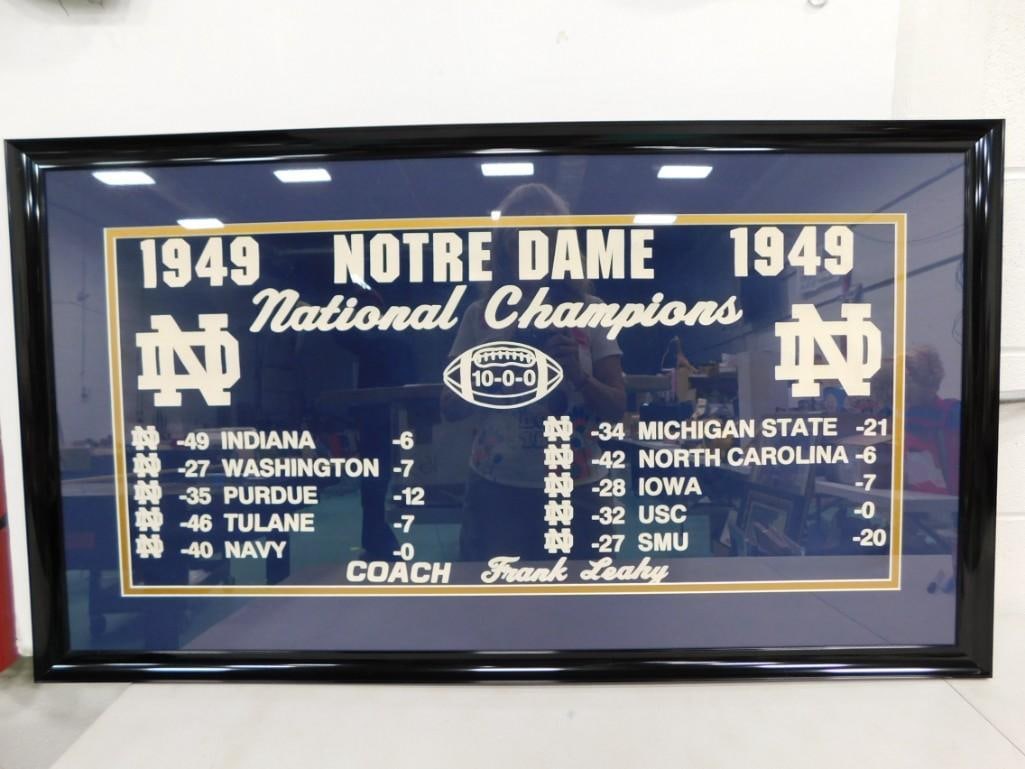 1949 NOTRE DAME 1949
National Champions
ND ND
10-0-0
ND -49 INDIANA -6
ND -27 WASHINGTON -7
ND -35 PURDUE -12
ND -46 TULANE -7
ND -40 NAVY -0
ND -34 MICHIGAN STATE -21
ND -42 NORTH CAROLINA -6
ND -28 IOWA -7
ND -32 USC -0
ND -27 SMU -20
COACH Frank Leahy